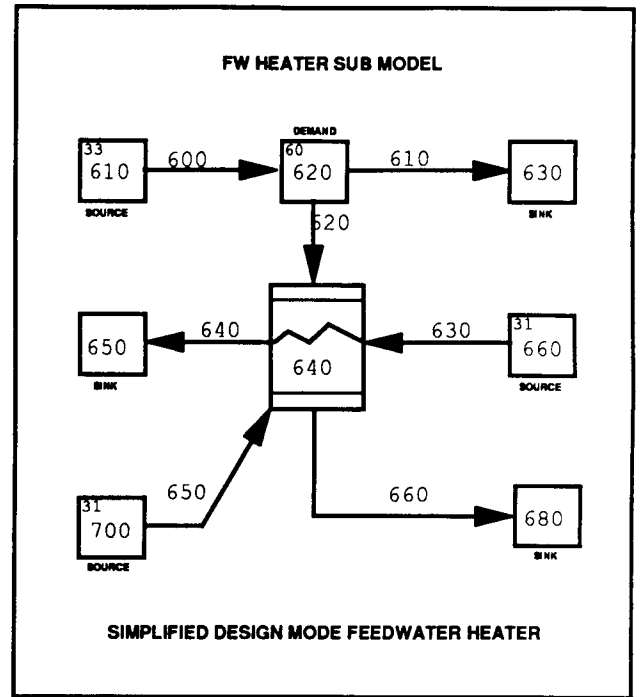 FW HEATER SUB MODEL
DEMAND
33
610
SOURCE
600
60
620
610
630
SINK
620
650
SINK
640
640
630
31
660
SOURCE
31
700
SOURCE
650
660
680
SINK
SIMPLIFIED DESIGN MODE FEEDWATER HEATER